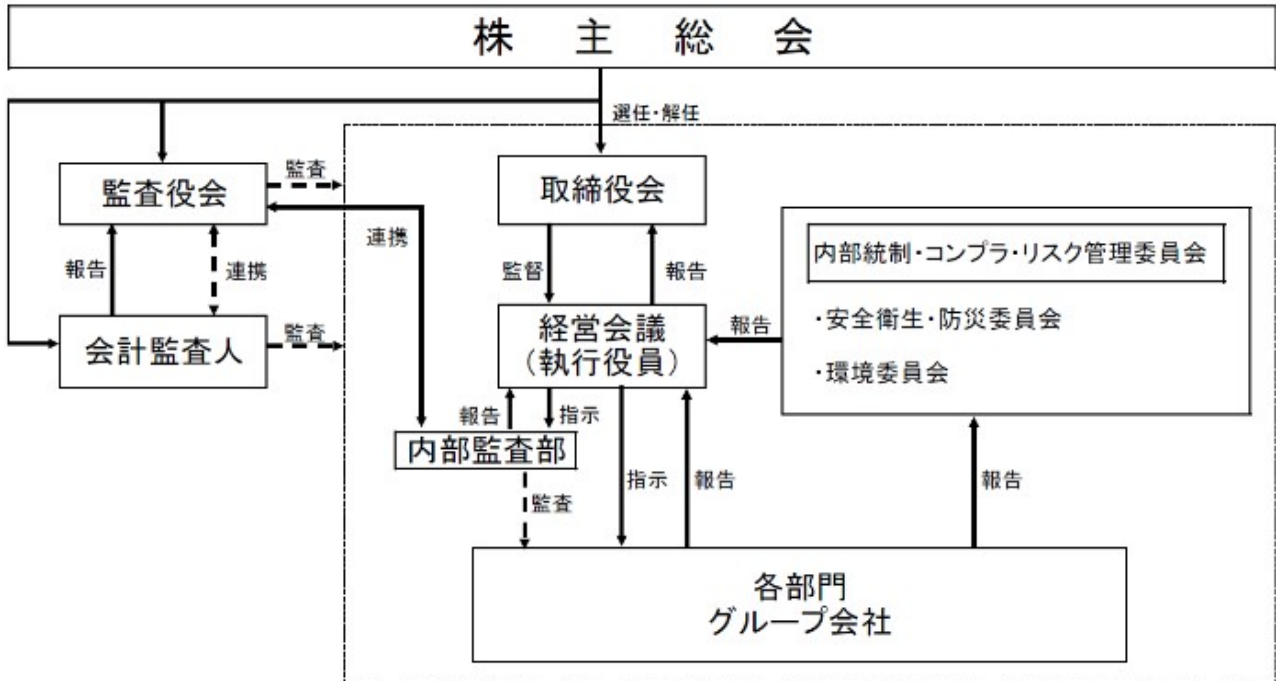 株 主 総 会
選任・解任
監査役会
監査
取締役会
連携
内部統制・コンプラ・リスク管理委員会
報告
連携
監督
報告
・安全衛生・防災委員会
会計監査人
監査
経営会議
（執行役員）
報告
・環境委員会
報告
指示
内部監査部
監査
指示
報告
報告
各部門
グループ会社